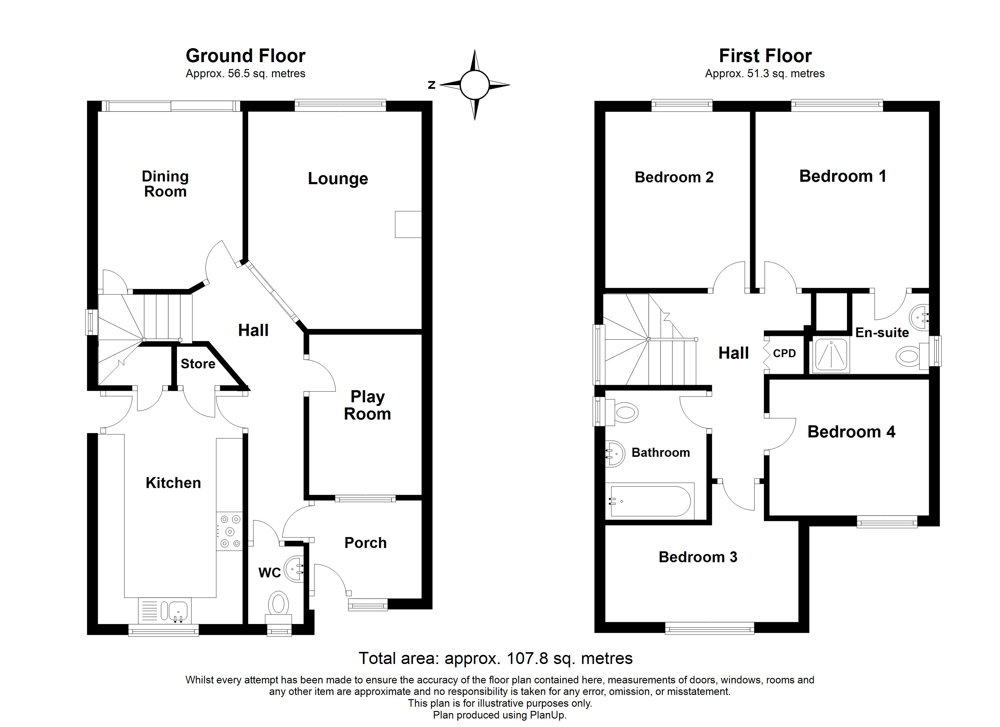 Ground Floor
Approx. 56.5 sq. metres
N
First Floor
Approx. 51.3 sq. metres
Dining
Room
Lounge
Hall
Store
Play
Room
Kitchen
Porch
WC
Bedroom 2
Bedroom 1
En-suite
Hall
CPD
Bedroom 4
Bathroom
Bedroom 3
Total area: approx. 107.8 sq. metres
Whilst every attempt has been made to ensure the accuracy of the floor plan contained here, measurements of doors, windows, rooms and
any other item are approximate and no responsibility is taken for any error, omission, or misstatement.
This plan is for illustrative purposes only.
Plan produced using PlanUp.